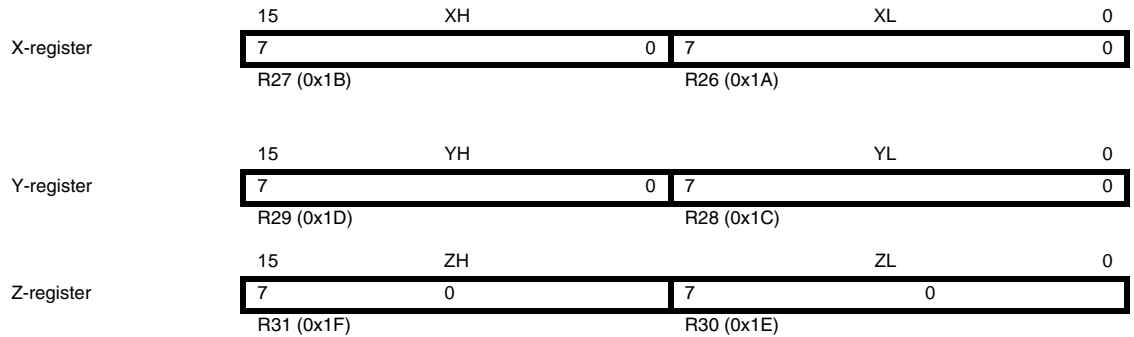 15 XH XL 0
X-register 7 0 7 0
R27 (0x1B) R26 (0x1A)
15 YH YL 0
Y-register 7 0 7 0
R29 (0x1D) R28 (0x1C)
15 ZH ZL 0
Z-register 7 0 7 0
R31 (0x1F) R30 (0x1E)